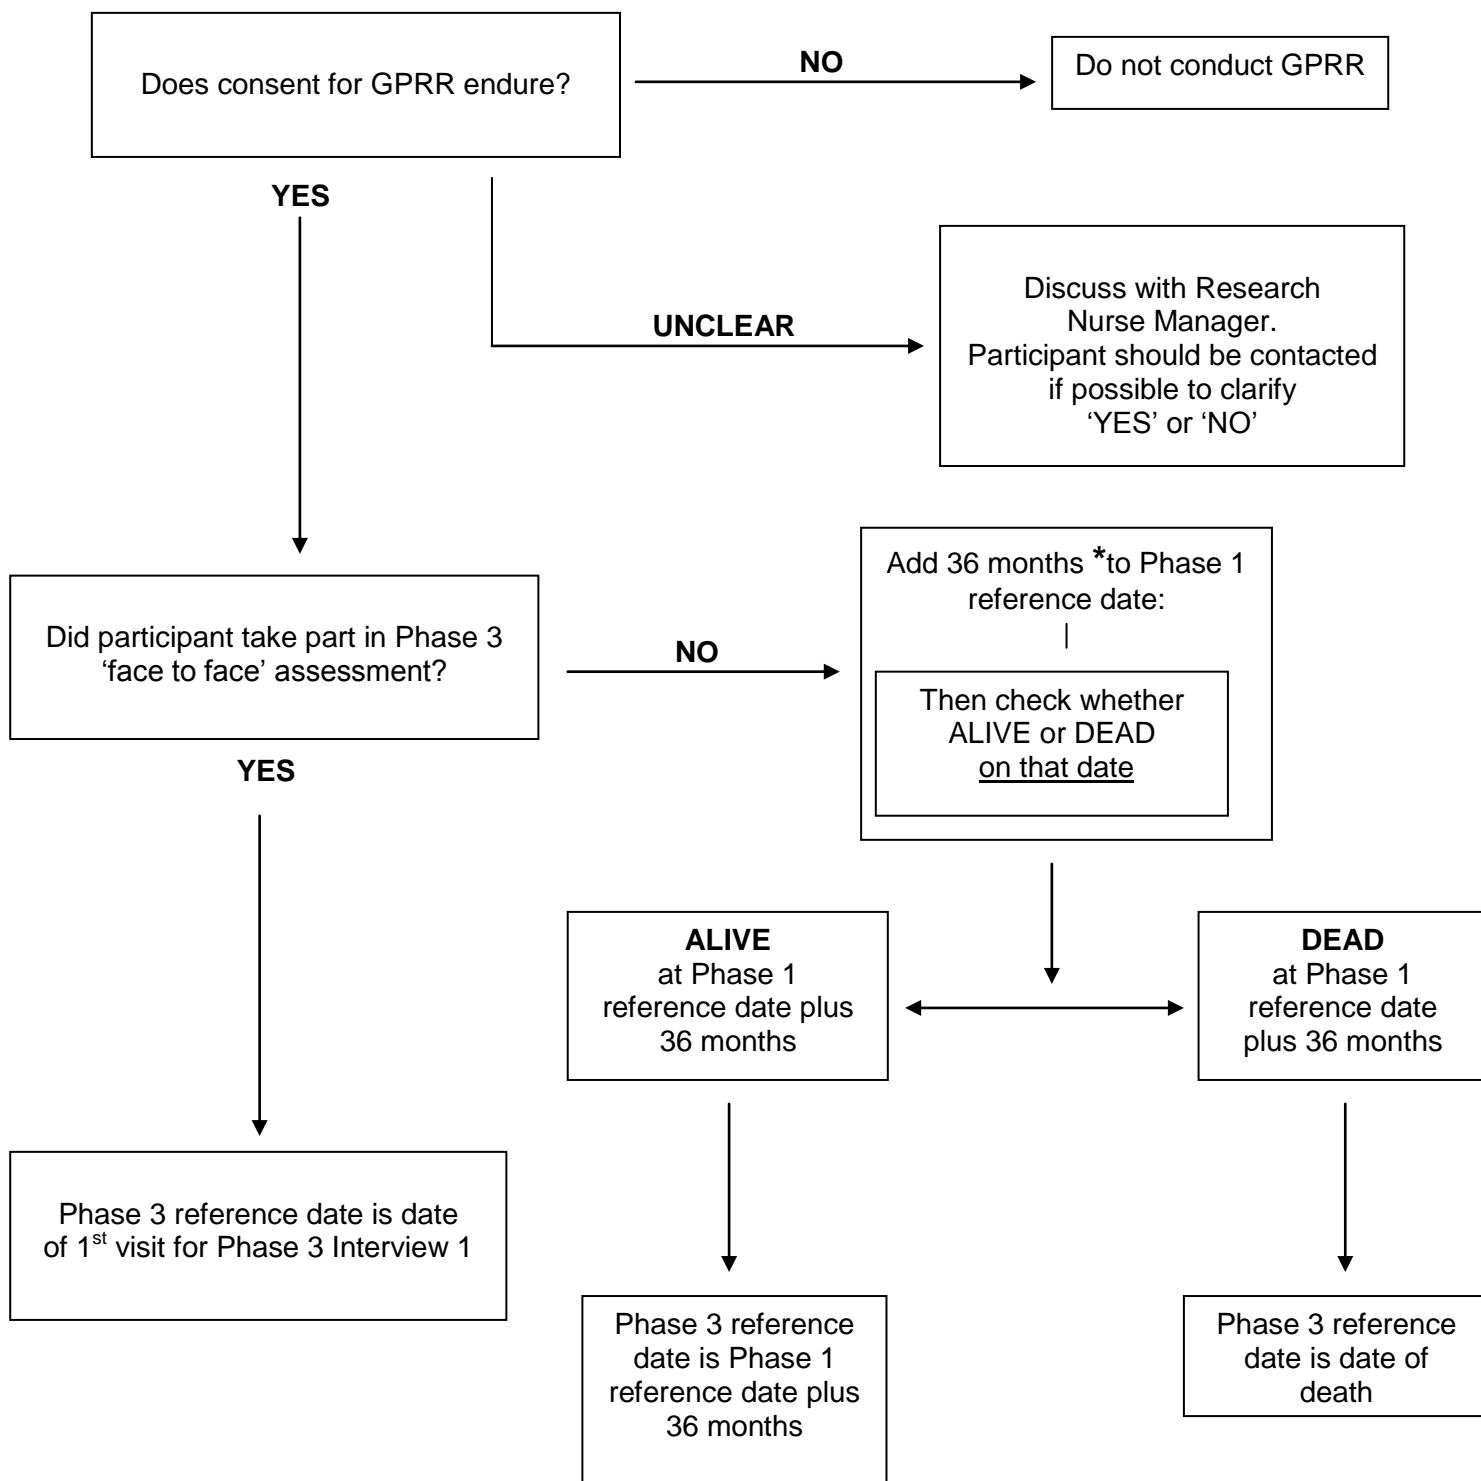 Does consent for GPRR endure?
NO
Do not conduct GPRR
YES
UNCLEAR
Discuss with Research
Nurse Manager.
Participant should be contacted
if possible to clarify
‘YES’ or ‘NO’
Did participant take part in Phase 3
‘face to face’ assessment?
NO
Add 36 months *to Phase 1
reference date:
Then check whether
ALIVE or DEAD
on that date
YES
ALIVE
at Phase 1
reference date plus
36 months
DEAD
at Phase 1
reference date
plus 36 months
Phase 3 reference date is date
of 1st visit for Phase 3 Interview 1
Phase 3 reference
date is Phase 1
reference date plus
36 months
Phase 3 reference
date is date of
death